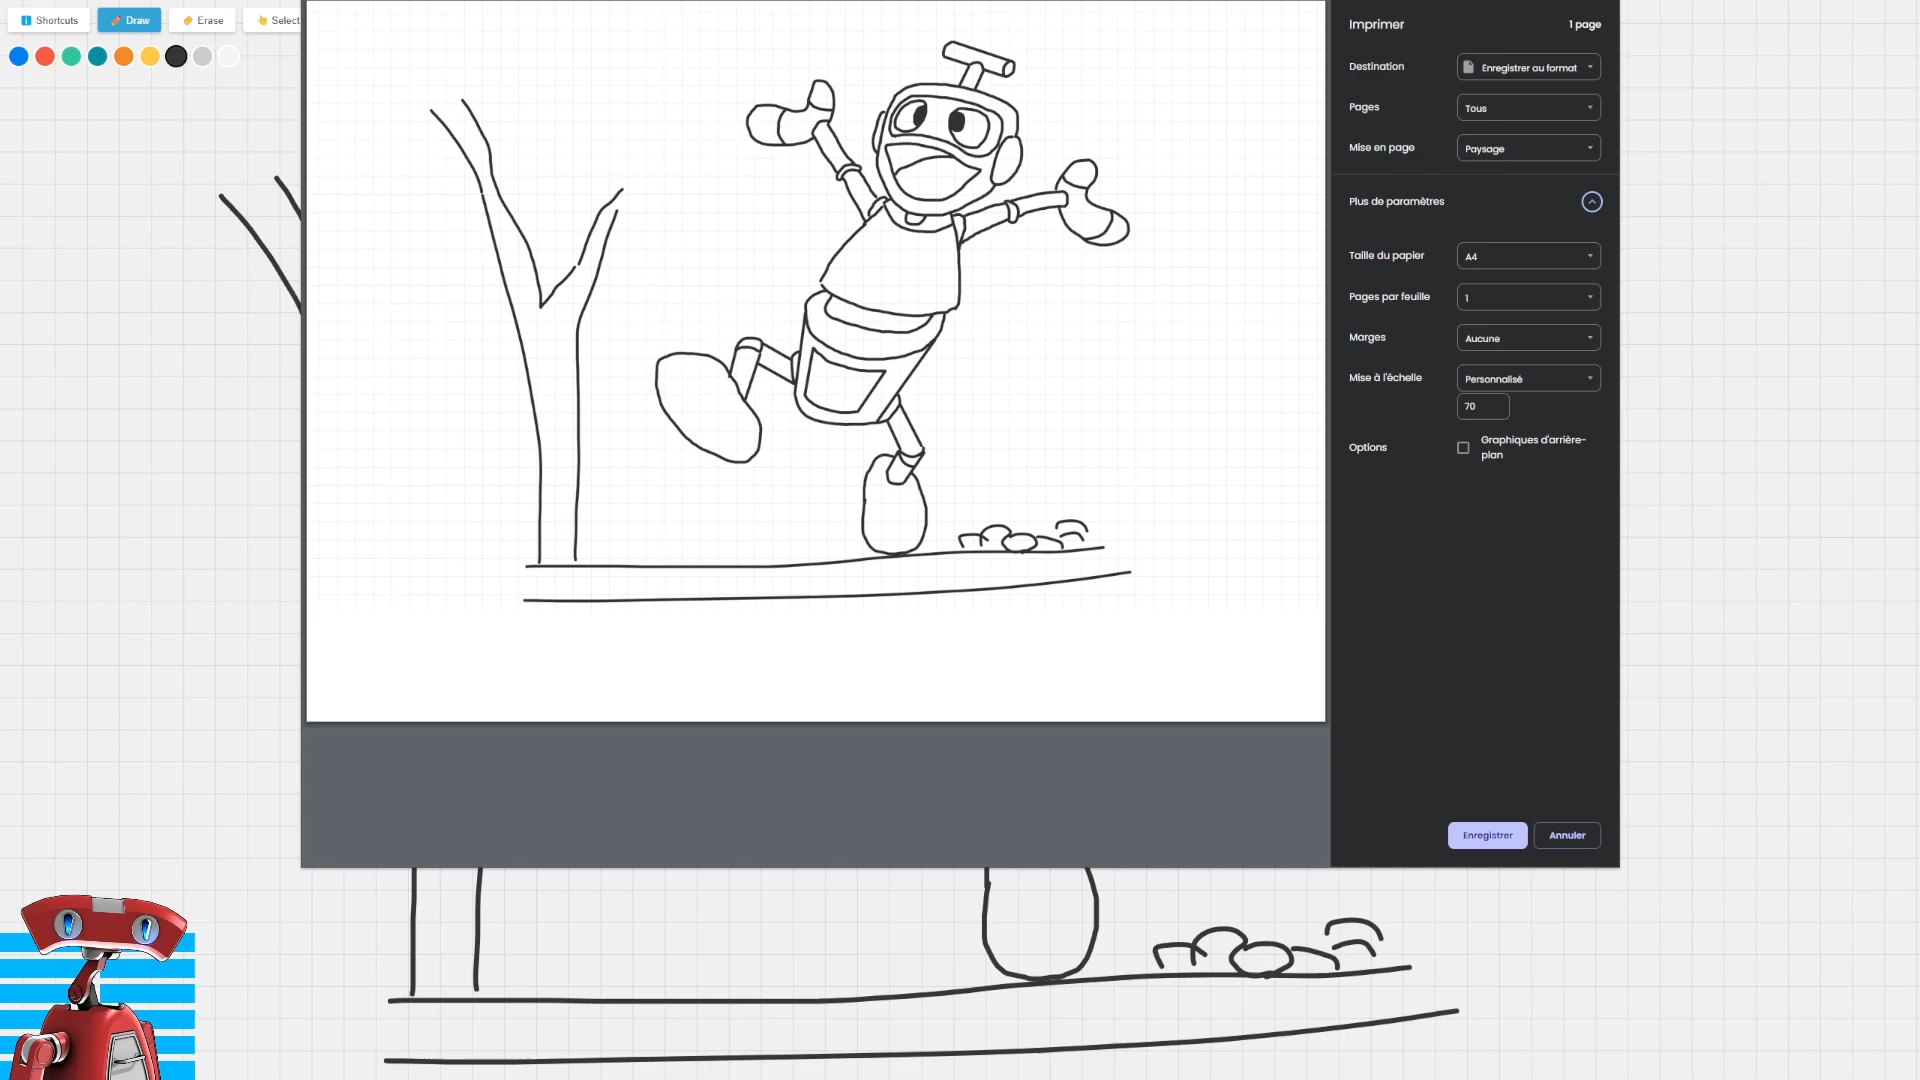 Shortcuts
Draw
Erase
Select
Imprimer
1 page
Destination
Enregistrer au format
Pages
Tous
Mise en page
Paysage
Plus de paramètres
Taille du papier
A4
Pages par feuille
1
Marges
Aucune
Mise à l'échelle
Personnalisé
70
Options
Graphiques d'arrière-
plan
Enregistrer
Annuler